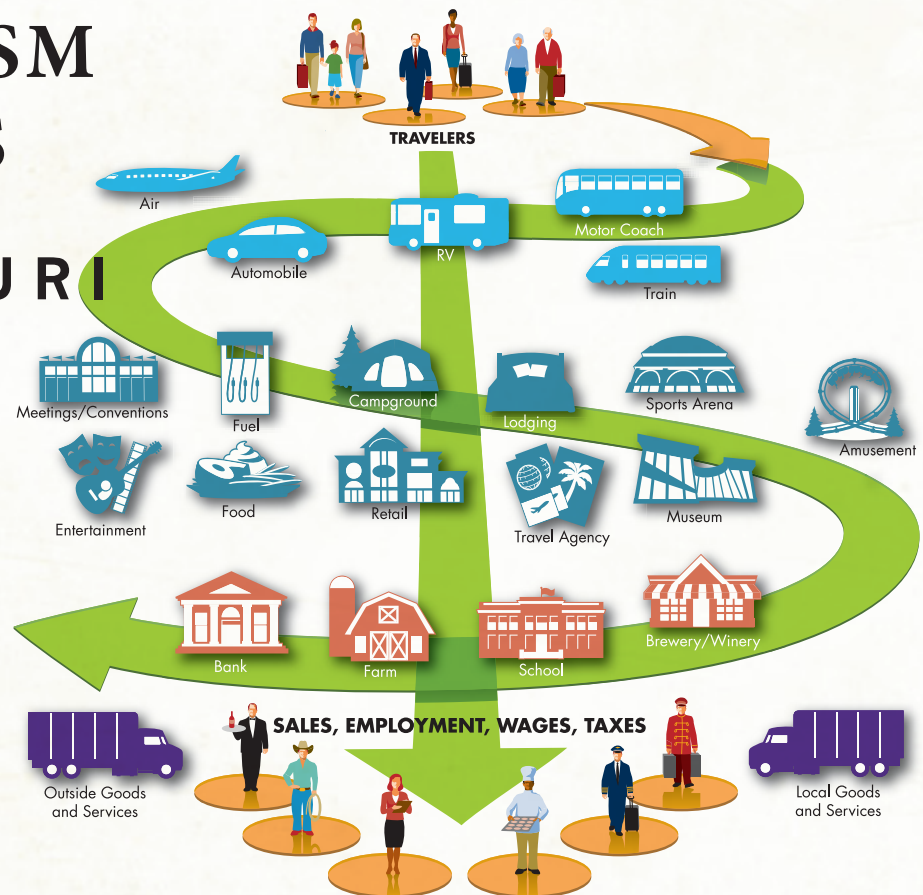 SM
S
URI
TRAVELERS
Air
Motor Coach
RV
Automobile
Train
Meetings/Conventions
Fuel
Campground
Lodging
Sports Arena
Amusement
Entertainment
Food
Retail
Travel Agency
Museum
Bank
Farm
School
Brewery/Winery
SALES, EMPLOYMENT, WAGES, TAXES
Outside Goods
and Services
Local Goods
and Services